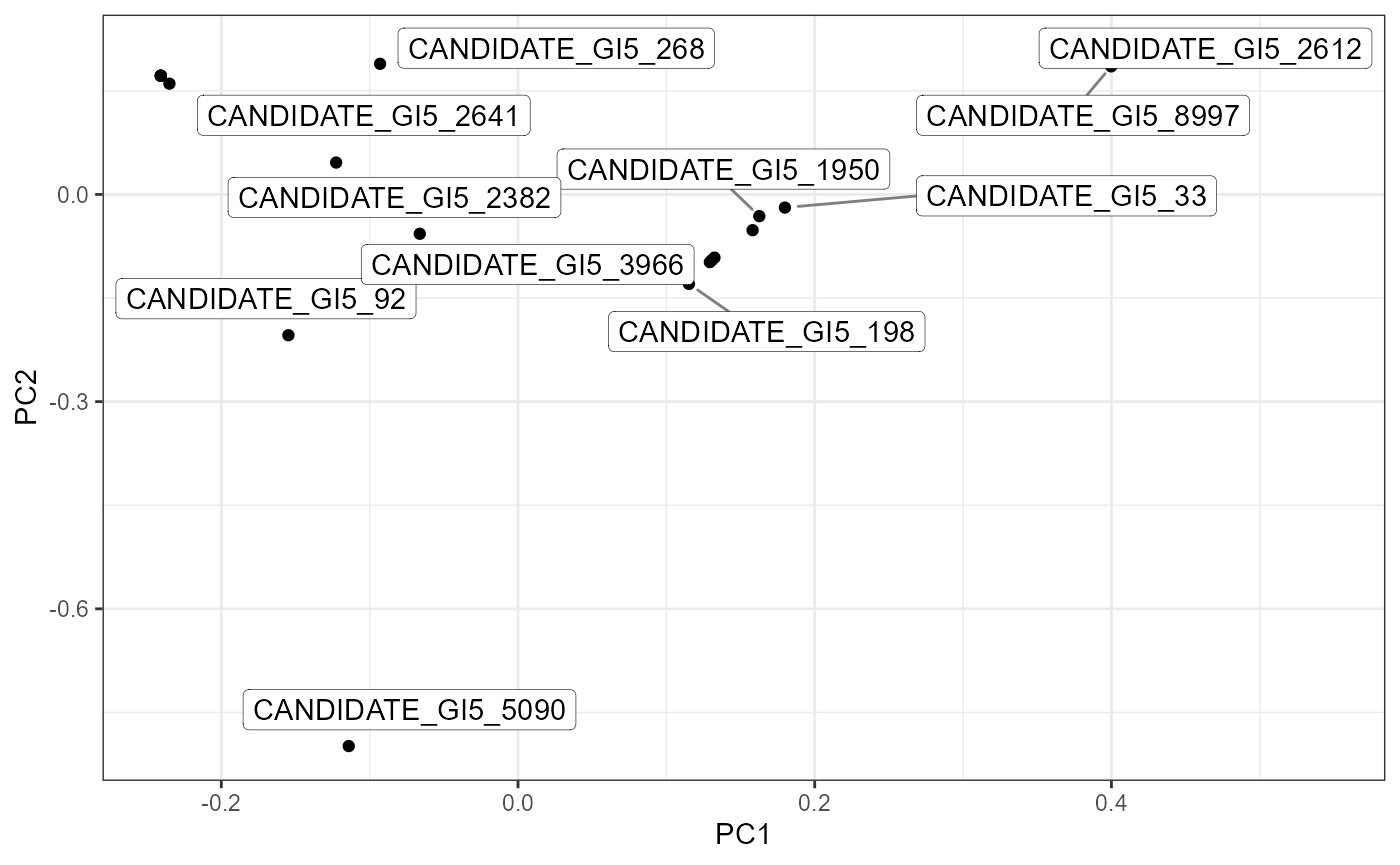 CANDIDATE_GI5_268
CANDIDATE_GI5_2612
CANDIDATE_GI5_2641
CANDIDATE_GI5_8997
CANDIDATE_GI5_1950
CANDIDATE_GI5_2382
CANDIDATE_GI5_33
CANDIDATE_GI5_3966
CANDIDATE_GI5_92
CANDIDATE_GI5_198
CANDIDATE_GI5_5090
PC2
0.0
-0.3
-0.6
-0.2
0.0
0.2
0.4
PC1